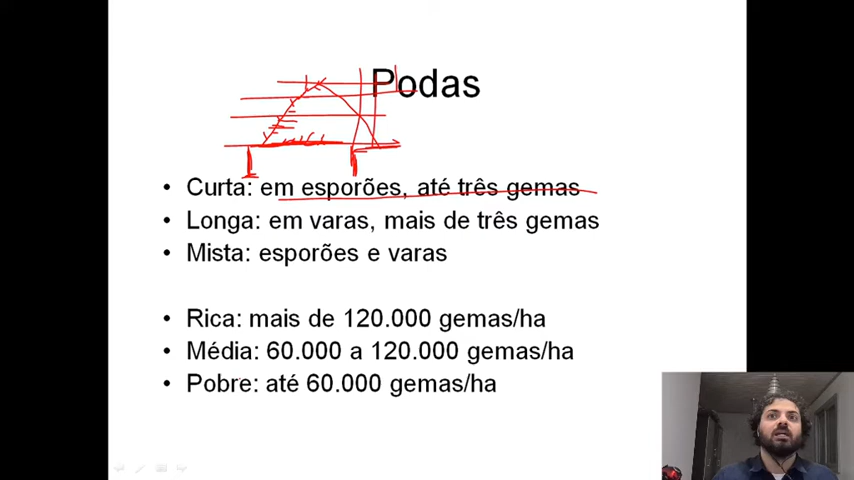 Podas
• Curta: em esporões, até três gemas
• Longa: em varas, mais de três gemas
• Mista: esporões e varas
• Rica: mais de 120.000 gemas/ha
• Média: 60.000 a 120.000 gemas/ha
• Pobre: até 60.000 gemas/ha